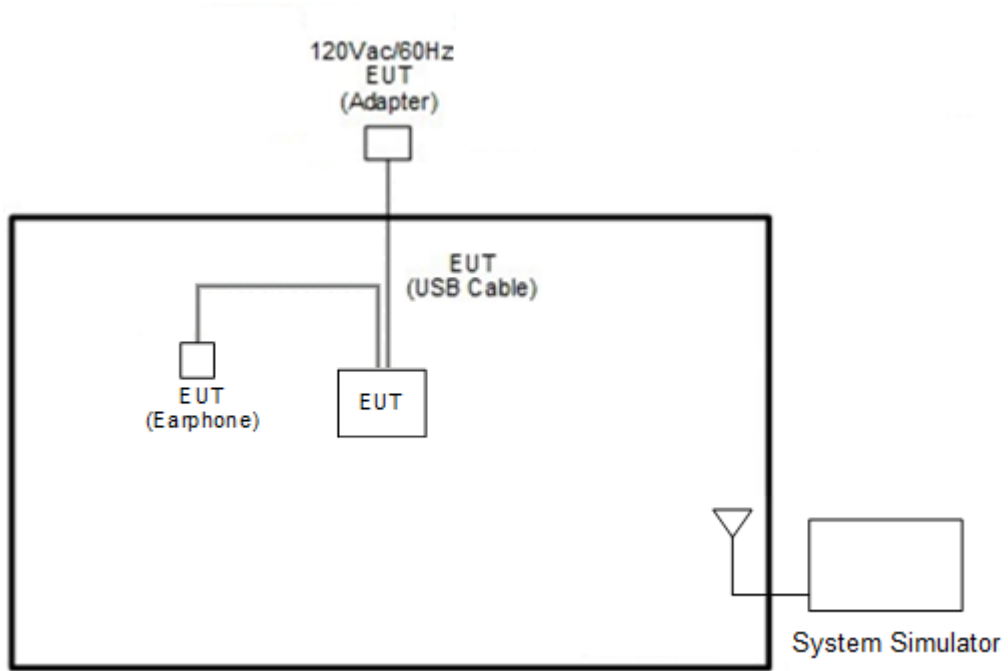 120Vac/60Hz
EUT
(Adapter)
EUT
(USB Cable)
EUT
(Earphone)
EUT
System Simulator